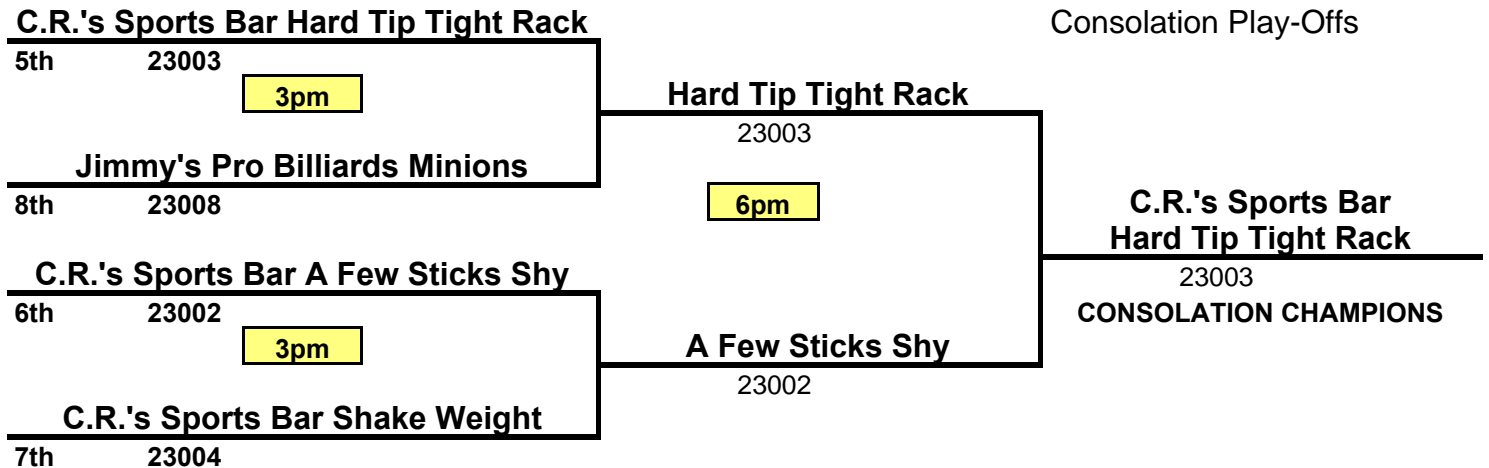 C.R.'s Sports Bar Hard Tip Tight Rack
Consolation Play-Offs
5th 23003
3pm
Hard Tip Tight Rack
23003
Jimmy's Pro Billiards Minions
8th 23008
6pm
C.R.'s Sports Bar
Hard Tip Tight Rack
23003
CONSOLATION CHAMPIONS
C.R.'s Sports Bar A Few Sticks Shy
6th 23002
3pm
A Few Sticks Shy
23002
C.R.'s Sports Bar Shake Weight
7th 23004